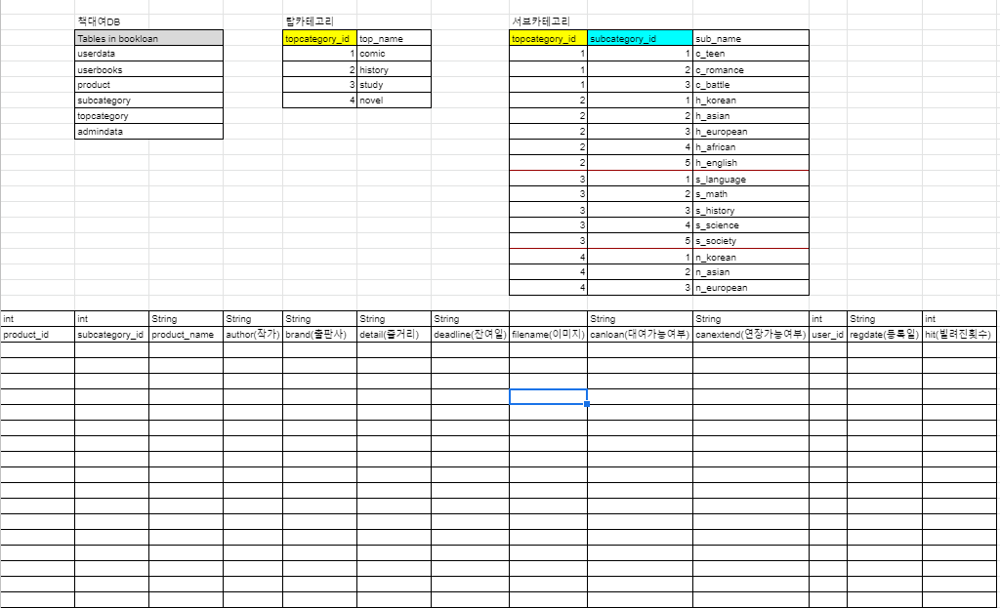 책대여DB 탑카테고리 서브카테고리
Tables in bookloan topcategory_id top_name topcategory_id subcategory_id sub_name
userdata 1 comic 1 1 c_teen
userbooks 2 history 1 2 c_romance
product 3 study 1 3 c_battle
subcategory 4 novel 2 1 h_korean
topcategory 2 2 h_asian
admindata 2 3 h_european
2 4 h_african
2 5 h_english
3 1 s_language
3 2 s_math
3 3 s_history
3 4 s_science
3 5 s_society
4 1 n_korean
4 2 n_asian
4 3 n_european
int int String String String String String String String int String int
product_id subcategory_id product_name author(작가) brand(출판사) detail(줄거리) deadline(잔여일) filename(이미지) canloan(대여가능여부) canextend(연장가능여부) user_id regdate(등록일) hit(빌려진횟수)